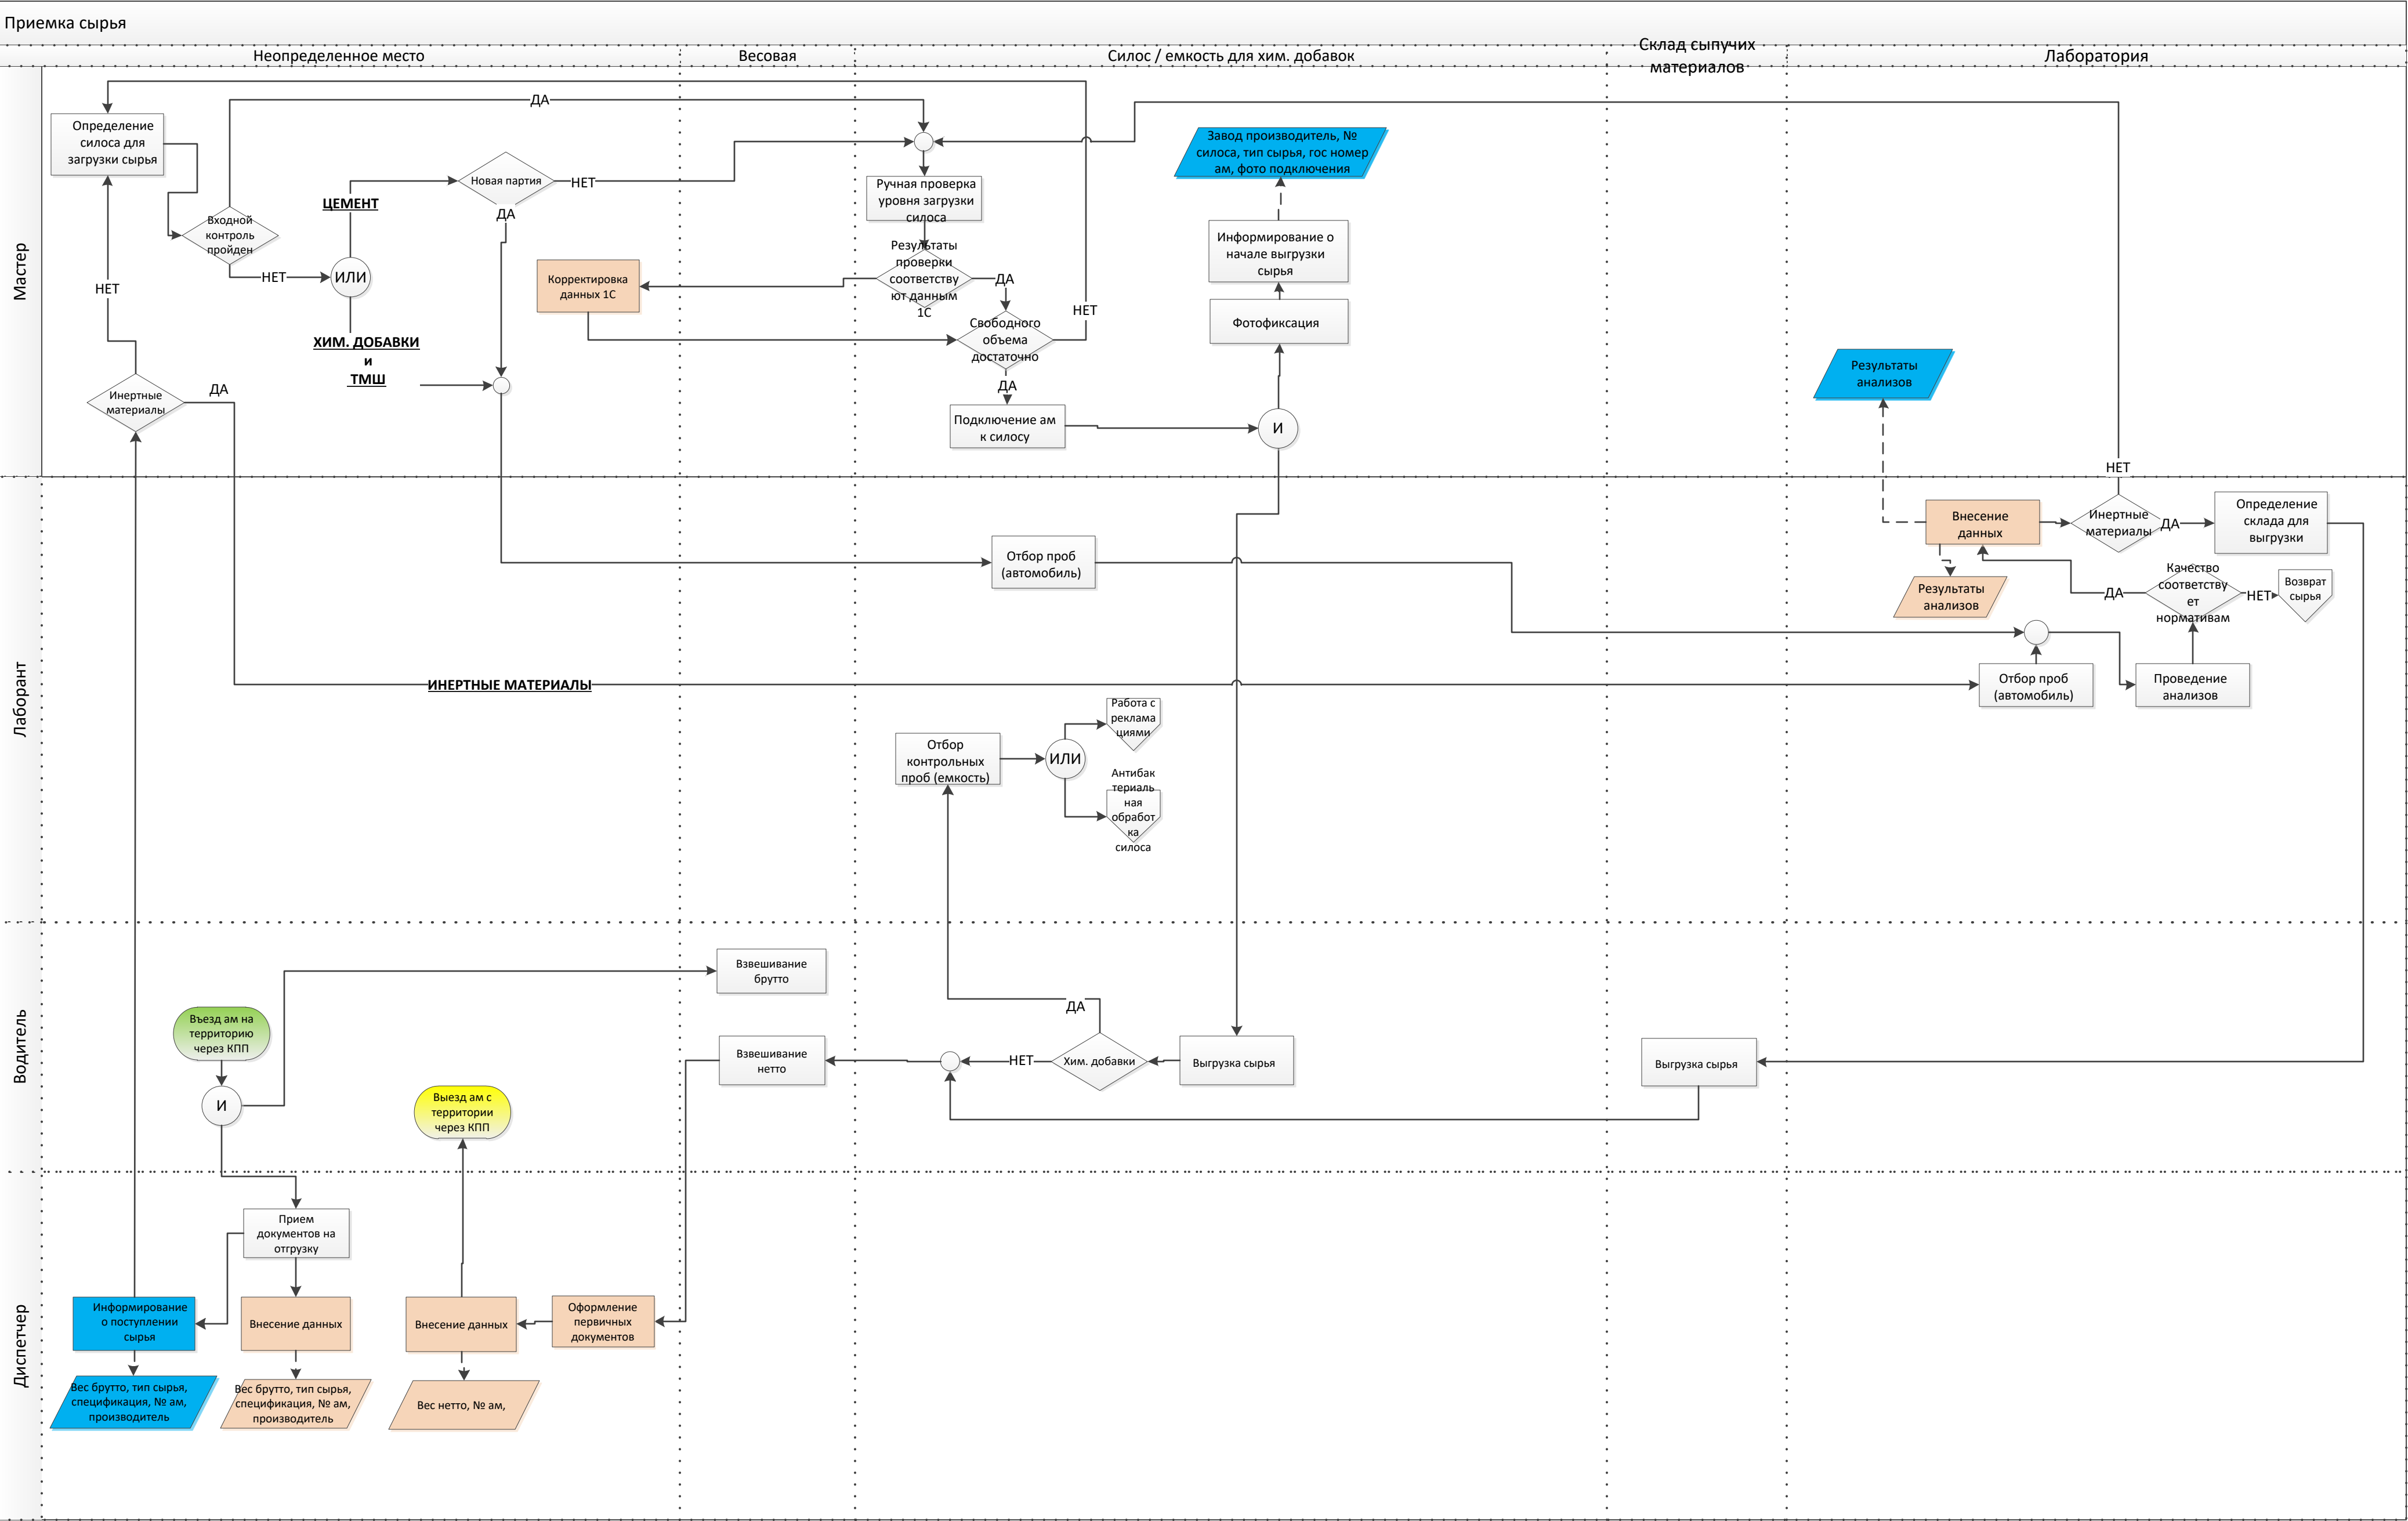 Приемка сырья
Неопределенное место
Весовая
Силос / емкость для хим. добавок
Склад сыпучих
материалов
Лаборатория
Мастер
Определение
силоса для
загрузки сырья
ДА
Входной
контроль
пройден
НЕТ
ИЛИ
ЦЕМЕНТ
ХИМ. ДОБАВКИ
и
ТМШ
Новая партия
НЕТ
ДА
НЕТ
Инертные
материалы
ДА
Корректировка
данных 1С
Ручная проверка
уровня загрузки
силоса
Результаты
проверки
соответству
ют данным
1С
ДА
Свободного
объема
достаточно
НЕТ
ДА
Подключение ам
к силосу
И
Фотофиксация
Информирование о
начале выгрузки
сырья
Завод производитель, №
силоса, тип сырья, гос номер
ам, фото подключения
Результаты
анализов
НЕТ
Лаборант
Отбор проб
(автомобиль)
Внесение
данных
Инертные
материалы
ДА
Определение
склада для
выгрузки
Результаты
анализов
ДА
Качество
соответству
ет
нормативам
НЕТ
Возврат
сырья
ИНЕРТНЫЕ МАТЕРИАЛЫ
Отбор проб
(автомобиль)
Проведение
анализов
Отбор
контрольных
проб (емкость)
ИЛИ
Работа с
реклама
циями
Антибак
териаль
ная
обработ
ка
силоса
Водитель
Взвешивание
брутто
Въезд ам на
территорию
через КПП
И
Выезд ам с
территории
через КПП
Взвешивание
нетто
ДА
НЕТ
Хим. добавки
Выгрузка сырья
Выгрузка сырья
Диспетчер
Прием
документов на
отгрузку
Информирование
о поступлении
сырья
Внесение данных
Внесение данных
Оформление
первичных
документов
Вес брутто, тип сырья,
спецификация, № ам,
производитель
Вес брутто, тип сырья,
спецификация, № ам,
производитель
Вес нетто, № ам,